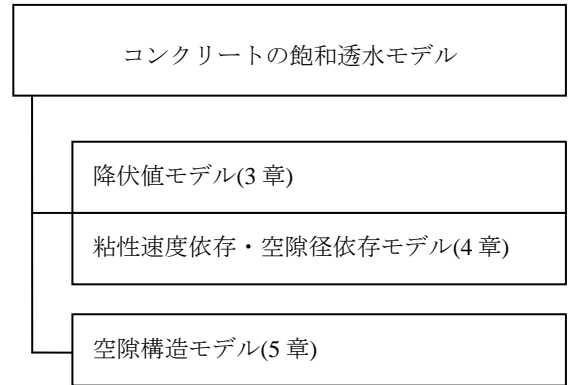 コンクリートの飽和透水モデル
降伏値モデル(3 章)
粘性速度依存・空隙径依存モデル(4 章)
空隙構造モデル(5 章)